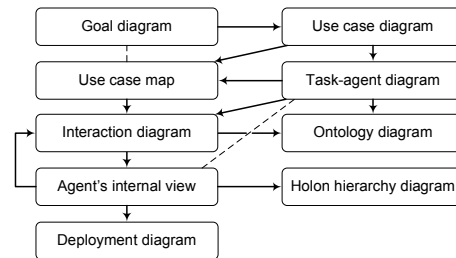 Goal diagram
Use case diagram
Use case map
Task-agent diagram
Interaction diagram
Ontology diagram
Agent's internal view
Holon hierarchy diagram
Deployment diagram